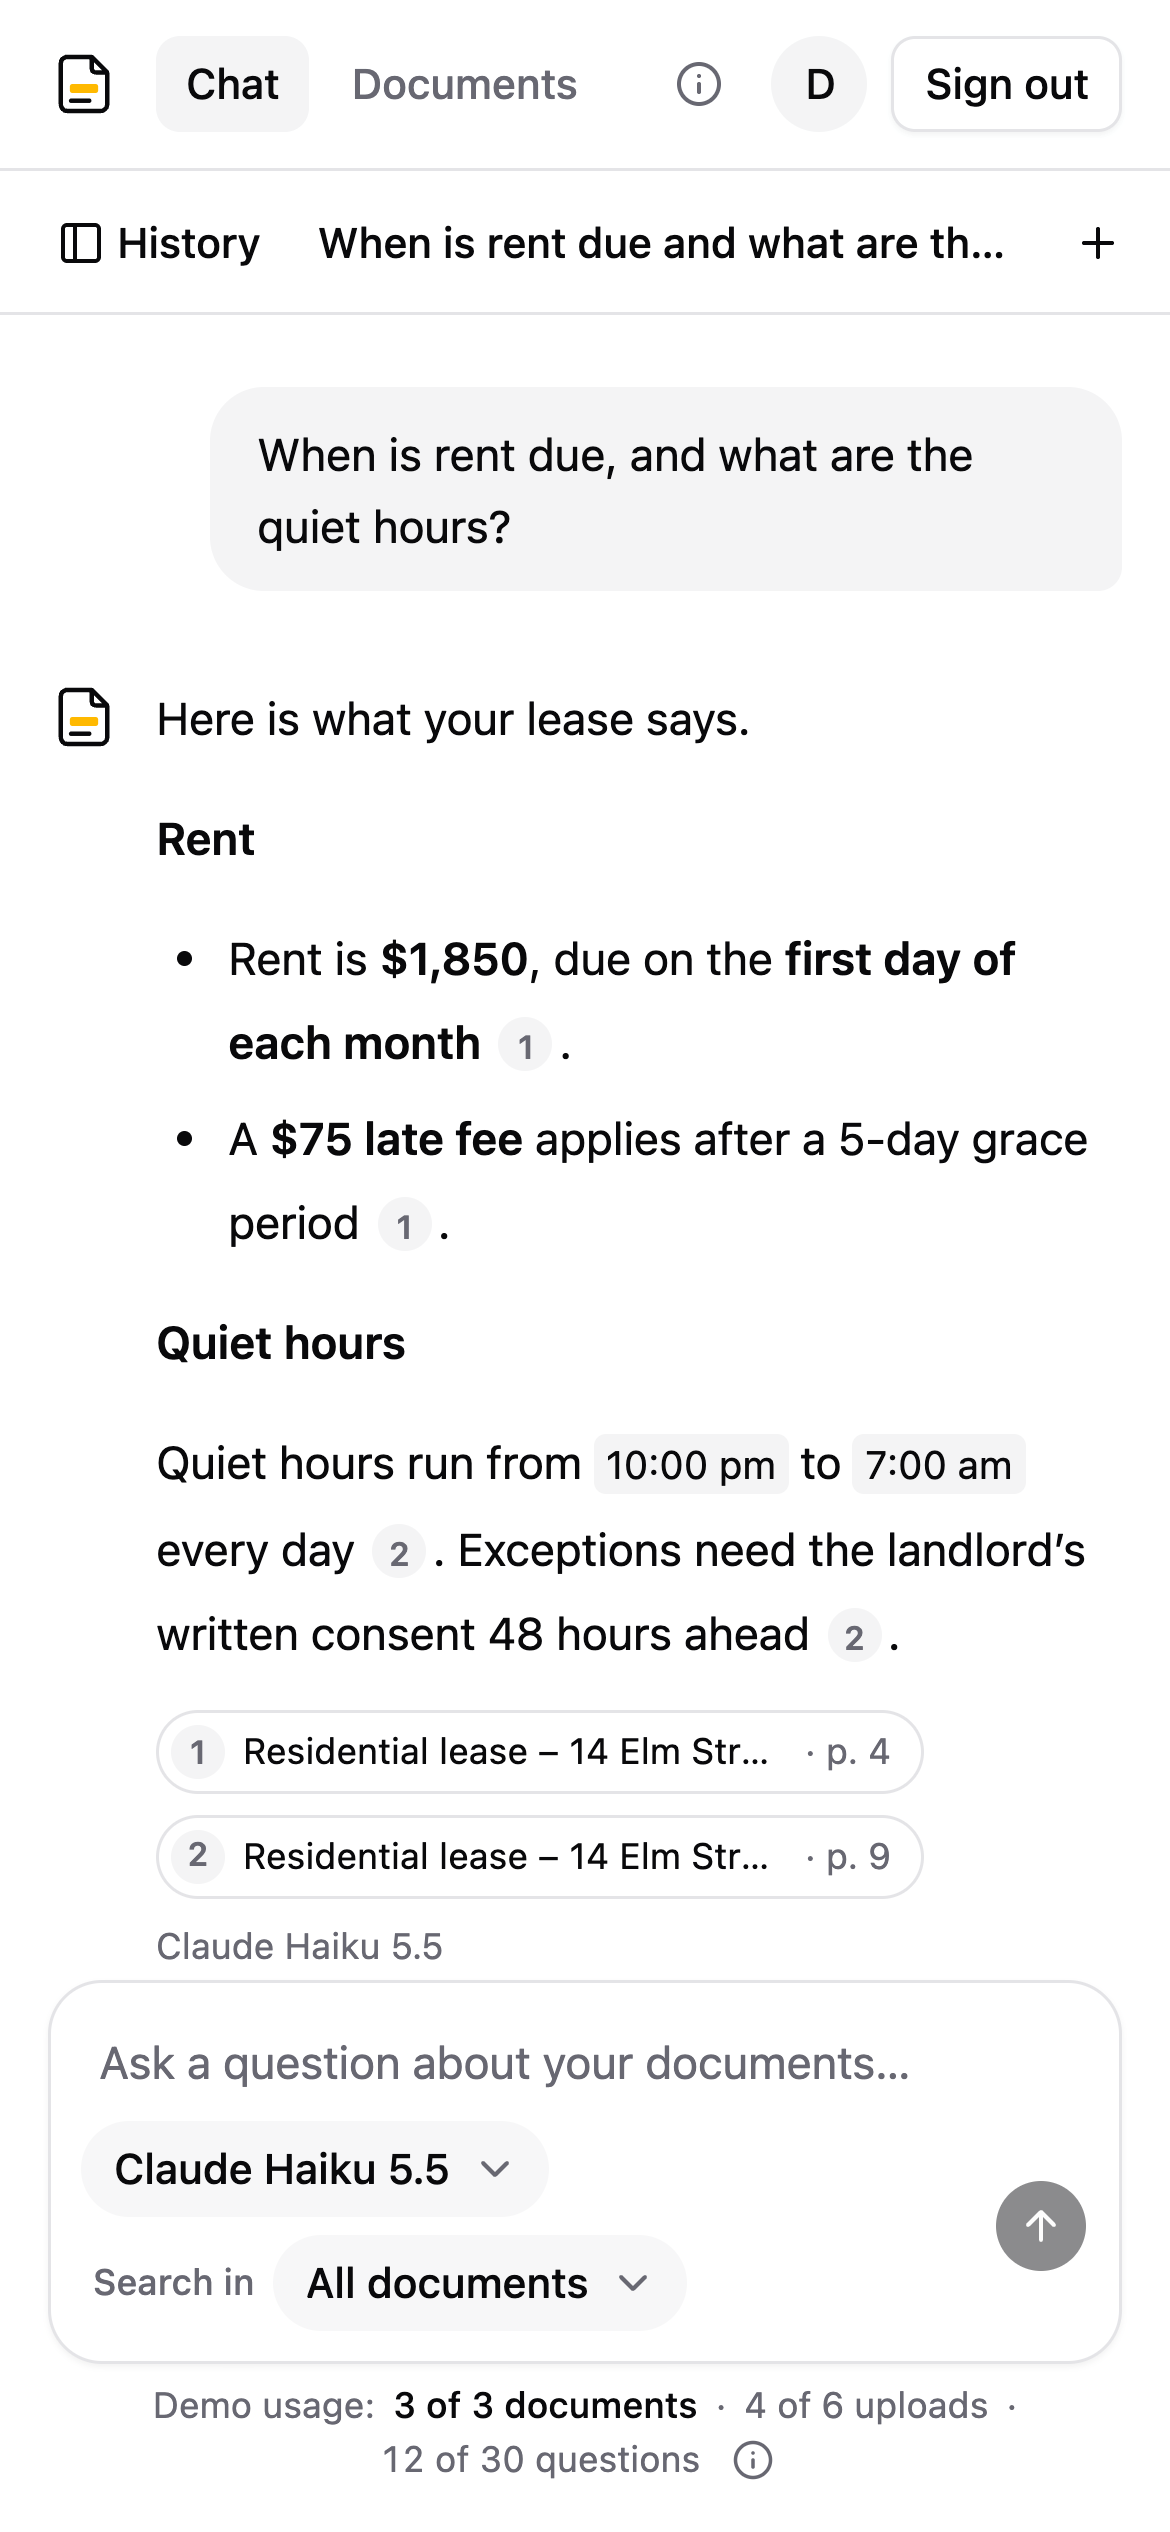 Chat Documents D Sign out
History When is rent due and what are th...
When is rent due, and what are the
quiet hours?
Here is what your lease says.
Rent
• Rent is $1,850, due on the first day of
each month 1 .
• A $75 late fee applies after a 5-day grace
period 1 .
Quiet hours
Quiet hours run from 10:00 pm to 7:00 am
every day 2 . Exceptions need the landlord’s
written consent 48 hours ahead 2 .
1 Residential lease – 14 Elm Str... · p. 4
2 Residential lease – 14 Elm Str... · p. 9
Claude Haiku 5.5
Ask a question about your documents...
Claude Haiku 5.5
Search in All documents
Demo usage: 3 of 3 documents · 4 of 6 uploads ·
12 of 30 questions